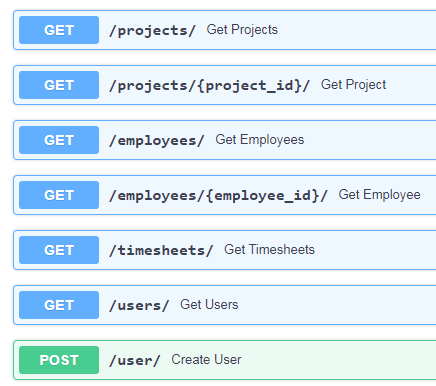 GET /projects/ Get Projects
GET /projects/{project_id}/ Get Project
GET /employees/ Get Employees
GET /employees/{employee_id}/ Get Employee
GET /timesheets/ Get Timesheets
GET /users/ Get Users
POST /user/ Create User